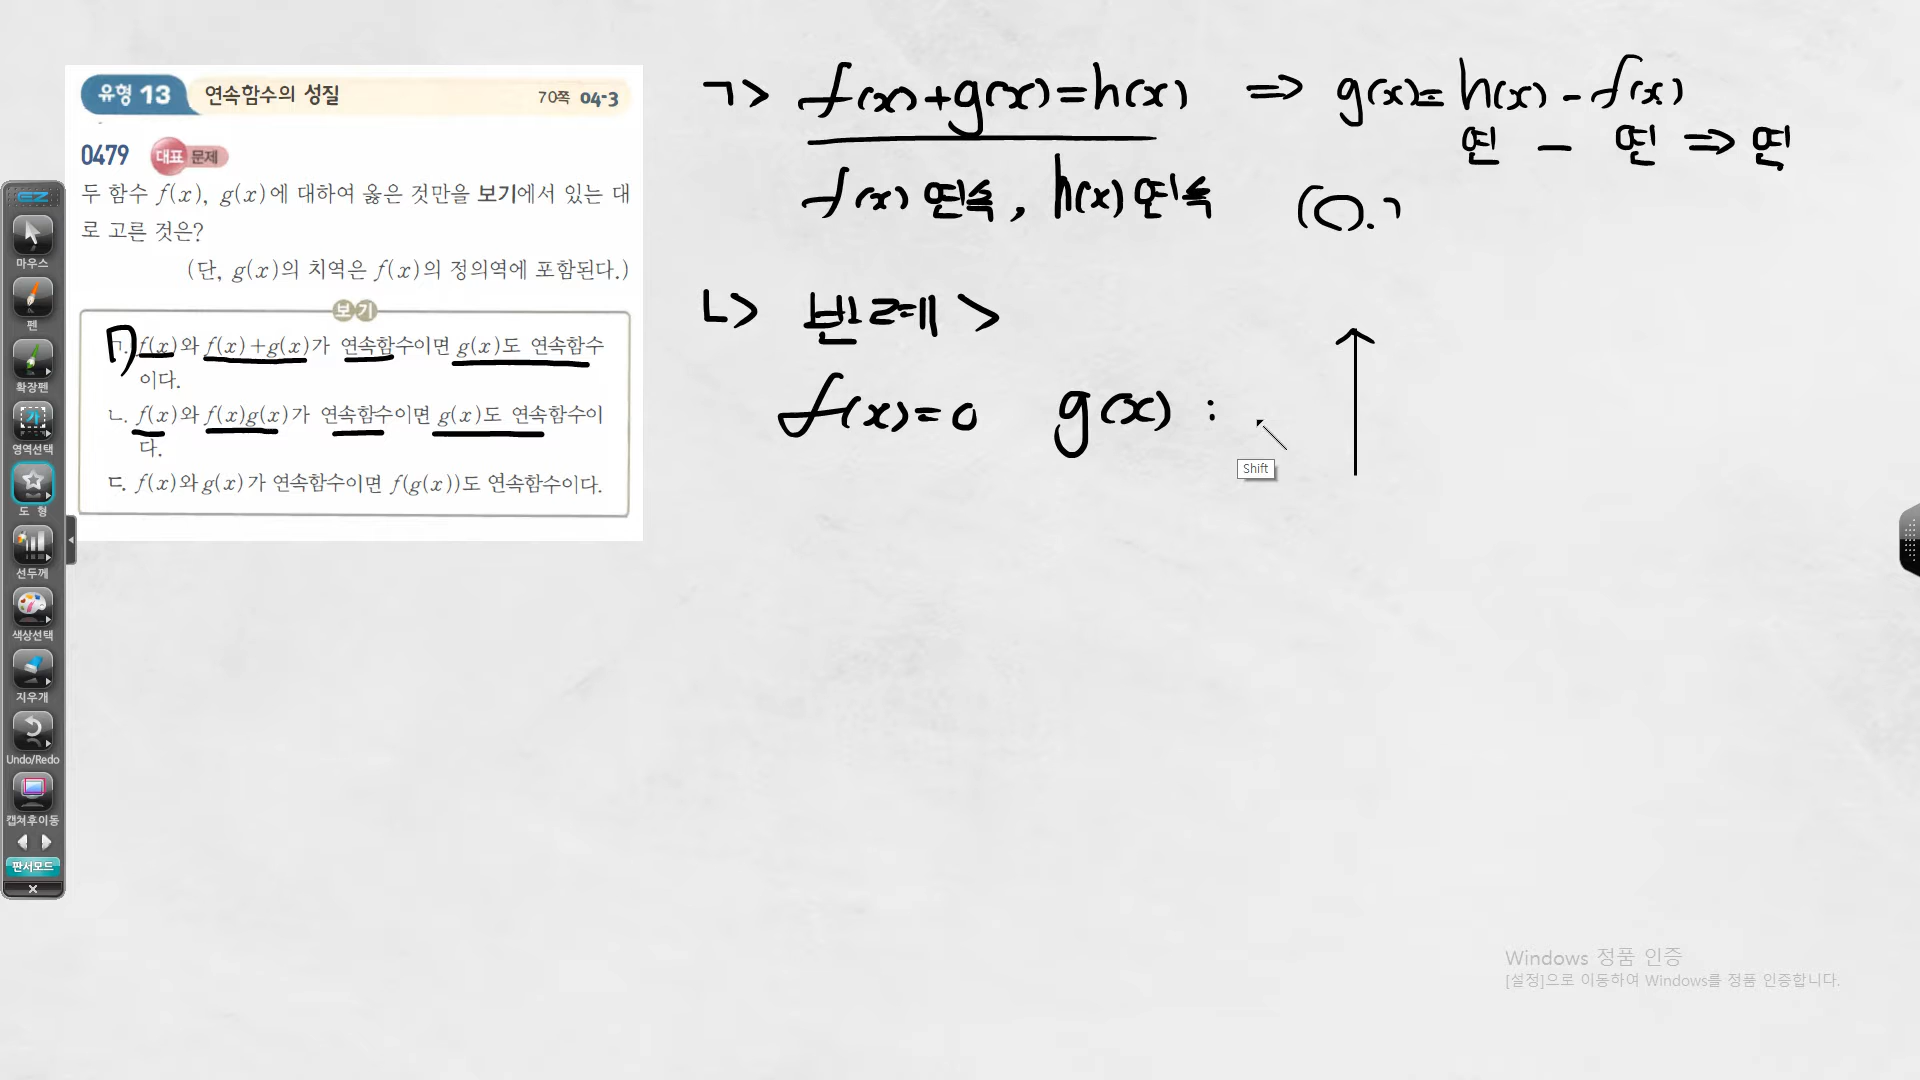 유형 13 연속함수의 성질 70쪽 04-3
0479 대표 문제
두 함수 f(x), g(x)에 대하여 옳은 것만을 보기에서 있는 대
로 고른 것은?
(단, g(x)의 치역은 f(x)의 정의역에 포함된다.)
보기
ㄱ. f(x)와 f(x)+g(x)가 연속함수이면 g(x)도 연속함수
이다.
ㄴ. f(x)와 f(x)g(x)가 연속함수이면 g(x)도 연속함수이
다.
ㄷ. f(x)와 g(x)가 연속함수이면 f(g(x))도 연속함수이다.
ㄱ> f(x)+g(x)=h(x) ⇒ g(x)=h(x)-f(x)
연 - 연 ⇒ 연
f(x) 연속, h(x) 연속
ㄴ> 반례>
f(x)=0 g(x) :
Shift
EZ
마우스
펜
확장펜
가
영역선택
도 형
선두께
색상선택
지우개
Undo/Redo
캡쳐후이동
판서모드
X
Windows 정품 인증
[설정]으로 이동하여 Windows를 정품 인증합니다.